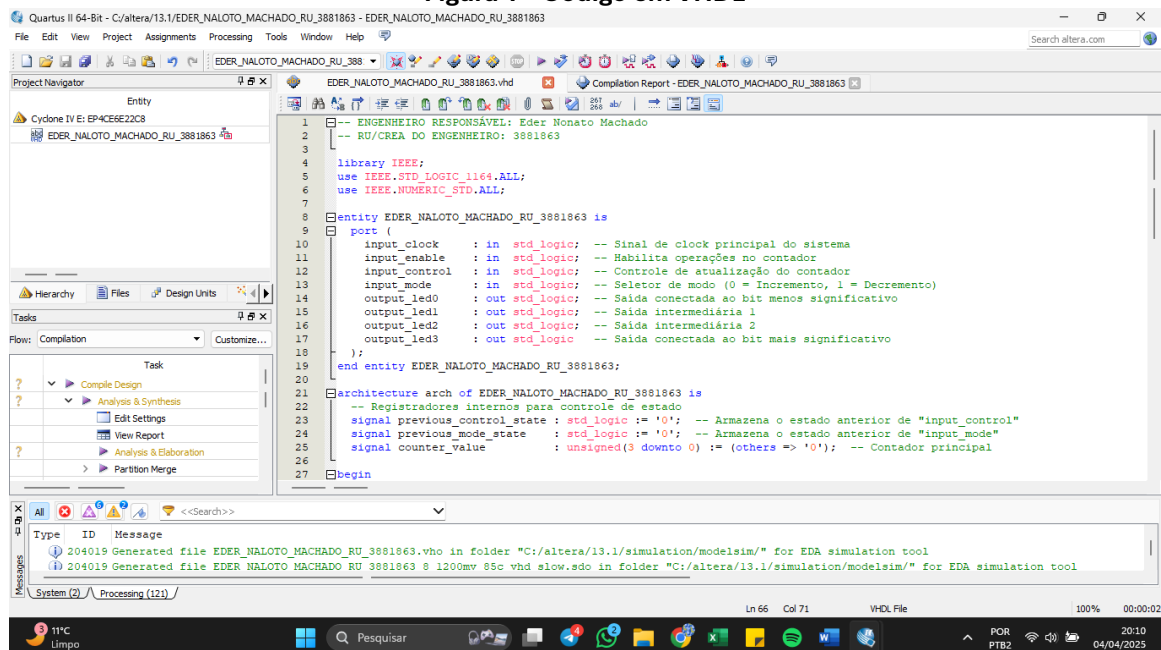 Figura 1 - Código em VHDL
Quartus II 64-Bit - C:/altera/13.1/EDER_NALOTO_MACHADO_RU_3881863 - EDER_NALOTO_MACHADO_RU_3881863
File Edit View Project Assignments Processing Tools Window Help
Search altera.com
EDER_NALOTO_MACHADO_RU_388
Project Navigator
Entity
Cyclone IV E: EP4CE6E22C8
EDER_NALOTO_MACHADO_RU_3881863
Hierarchy Files Design Units
Tasks
Flow: Compilation Customize...
Task
? Compile Design
? Analysis & Synthesis
Edit Settings
View Report
? Analysis & Elaboration
Partition Merge
EDER_NALOTO_MACHADO_RU_3881863.vhd Compilation Report - EDER_NALOTO_MACHADO_RU_3881863
267 268 ab/
1 -- ENGENHEIRO RESPONSÁVEL: Eder Nonato Machado
2 -- RU/CREA DO ENGENHEIRO: 3881863
3
4 library IEEE;
5 use IEEE.STD_LOGIC_1164.ALL;
6 use IEEE.NUMERIC_STD.ALL;
7
8 entity EDER_NALOTO_MACHADO_RU_3881863 is
9 port (
10 input_clock : in std_logic; -- Sinal de clock principal do sistema
11 input_enable : in std_logic; -- Habilita operações no contador
12 input_control : in std_logic; -- Controle de atualização do contador
13 input_mode : in std_logic; -- Seletor de modo (0 = Incremento, 1 = Decremento)
14 output_led0 : out std_logic; -- Saída conectada ao bit menos significativo
15 output_led1 : out std_logic; -- Saída intermediária 1
16 output_led2 : out std_logic; -- Saída intermediária 2
17 output_led3 : out std_logic -- Saída conectada ao bit mais significativo
18 );
19 end entity EDER_NALOTO_MACHADO_RU_3881863;
20
21 architecture arch of EDER_NALOTO_MACHADO_RU_3881863 is
22 -- Registradores internos para controle de estado
23 signal previous_control_state : std_logic := '0'; -- Armazena o estado anterior de "input_control"
24 signal previous_mode_state : std_logic := '0'; -- Armazena o estado anterior de "input_mode"
25 signal counter_value : unsigned(3 downto 0) := (others => '0'); -- Contador principal
26
27 begin
All <<Search>>
Type ID Message
204019 Generated file EDER_NALOTO_MACHADO_RU_3881863.vho in folder "C:/altera/13.1/simulation/modelsim/" for EDA simulation tool
204019 Generated file EDER_NALOTO_MACHADO_RU_3881863_8_1200mv_85c_vhd_slow.sdo in folder "C:/altera/13.1/simulation/modelsim/" for EDA simulation tool
Messages
System (2) Processing (121)
Ln 66 Col 71 VHDL File 100% 00:00:02
3 11°C
Limpo
Pesquisar
POR
PTB2
20:10
04/04/2025